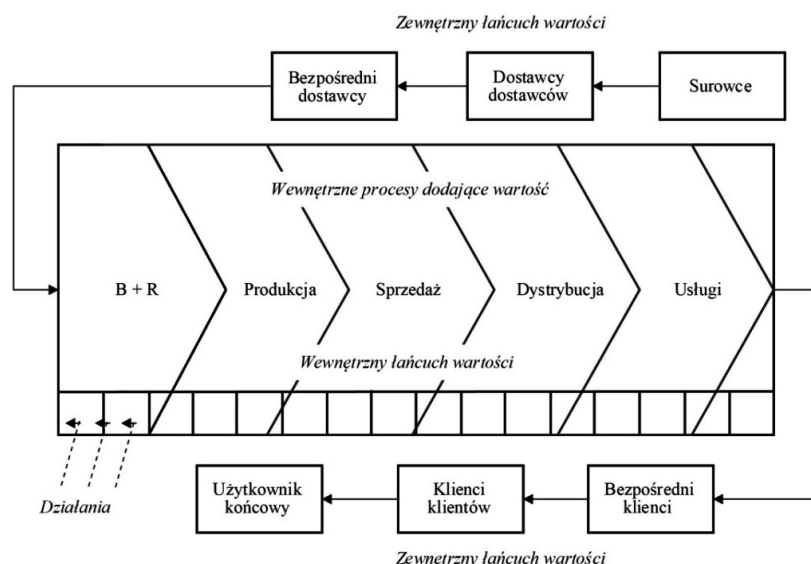 Zewnętrzny łańcuch wartości
Bezpośredni
dostawcy
Dostawcy
dostawców
Surowce
Wewnętrzne procesy dodające wartość
B + R
Produkcja
Sprzedaż
Dystrybucja
Usługi
Wewnętrzny łańcuch wartości
Działania
Użytkownik
końcowy
Klienci
klientów
Bezpośredni
klienci
Zewnętrzny łańcuch wartości